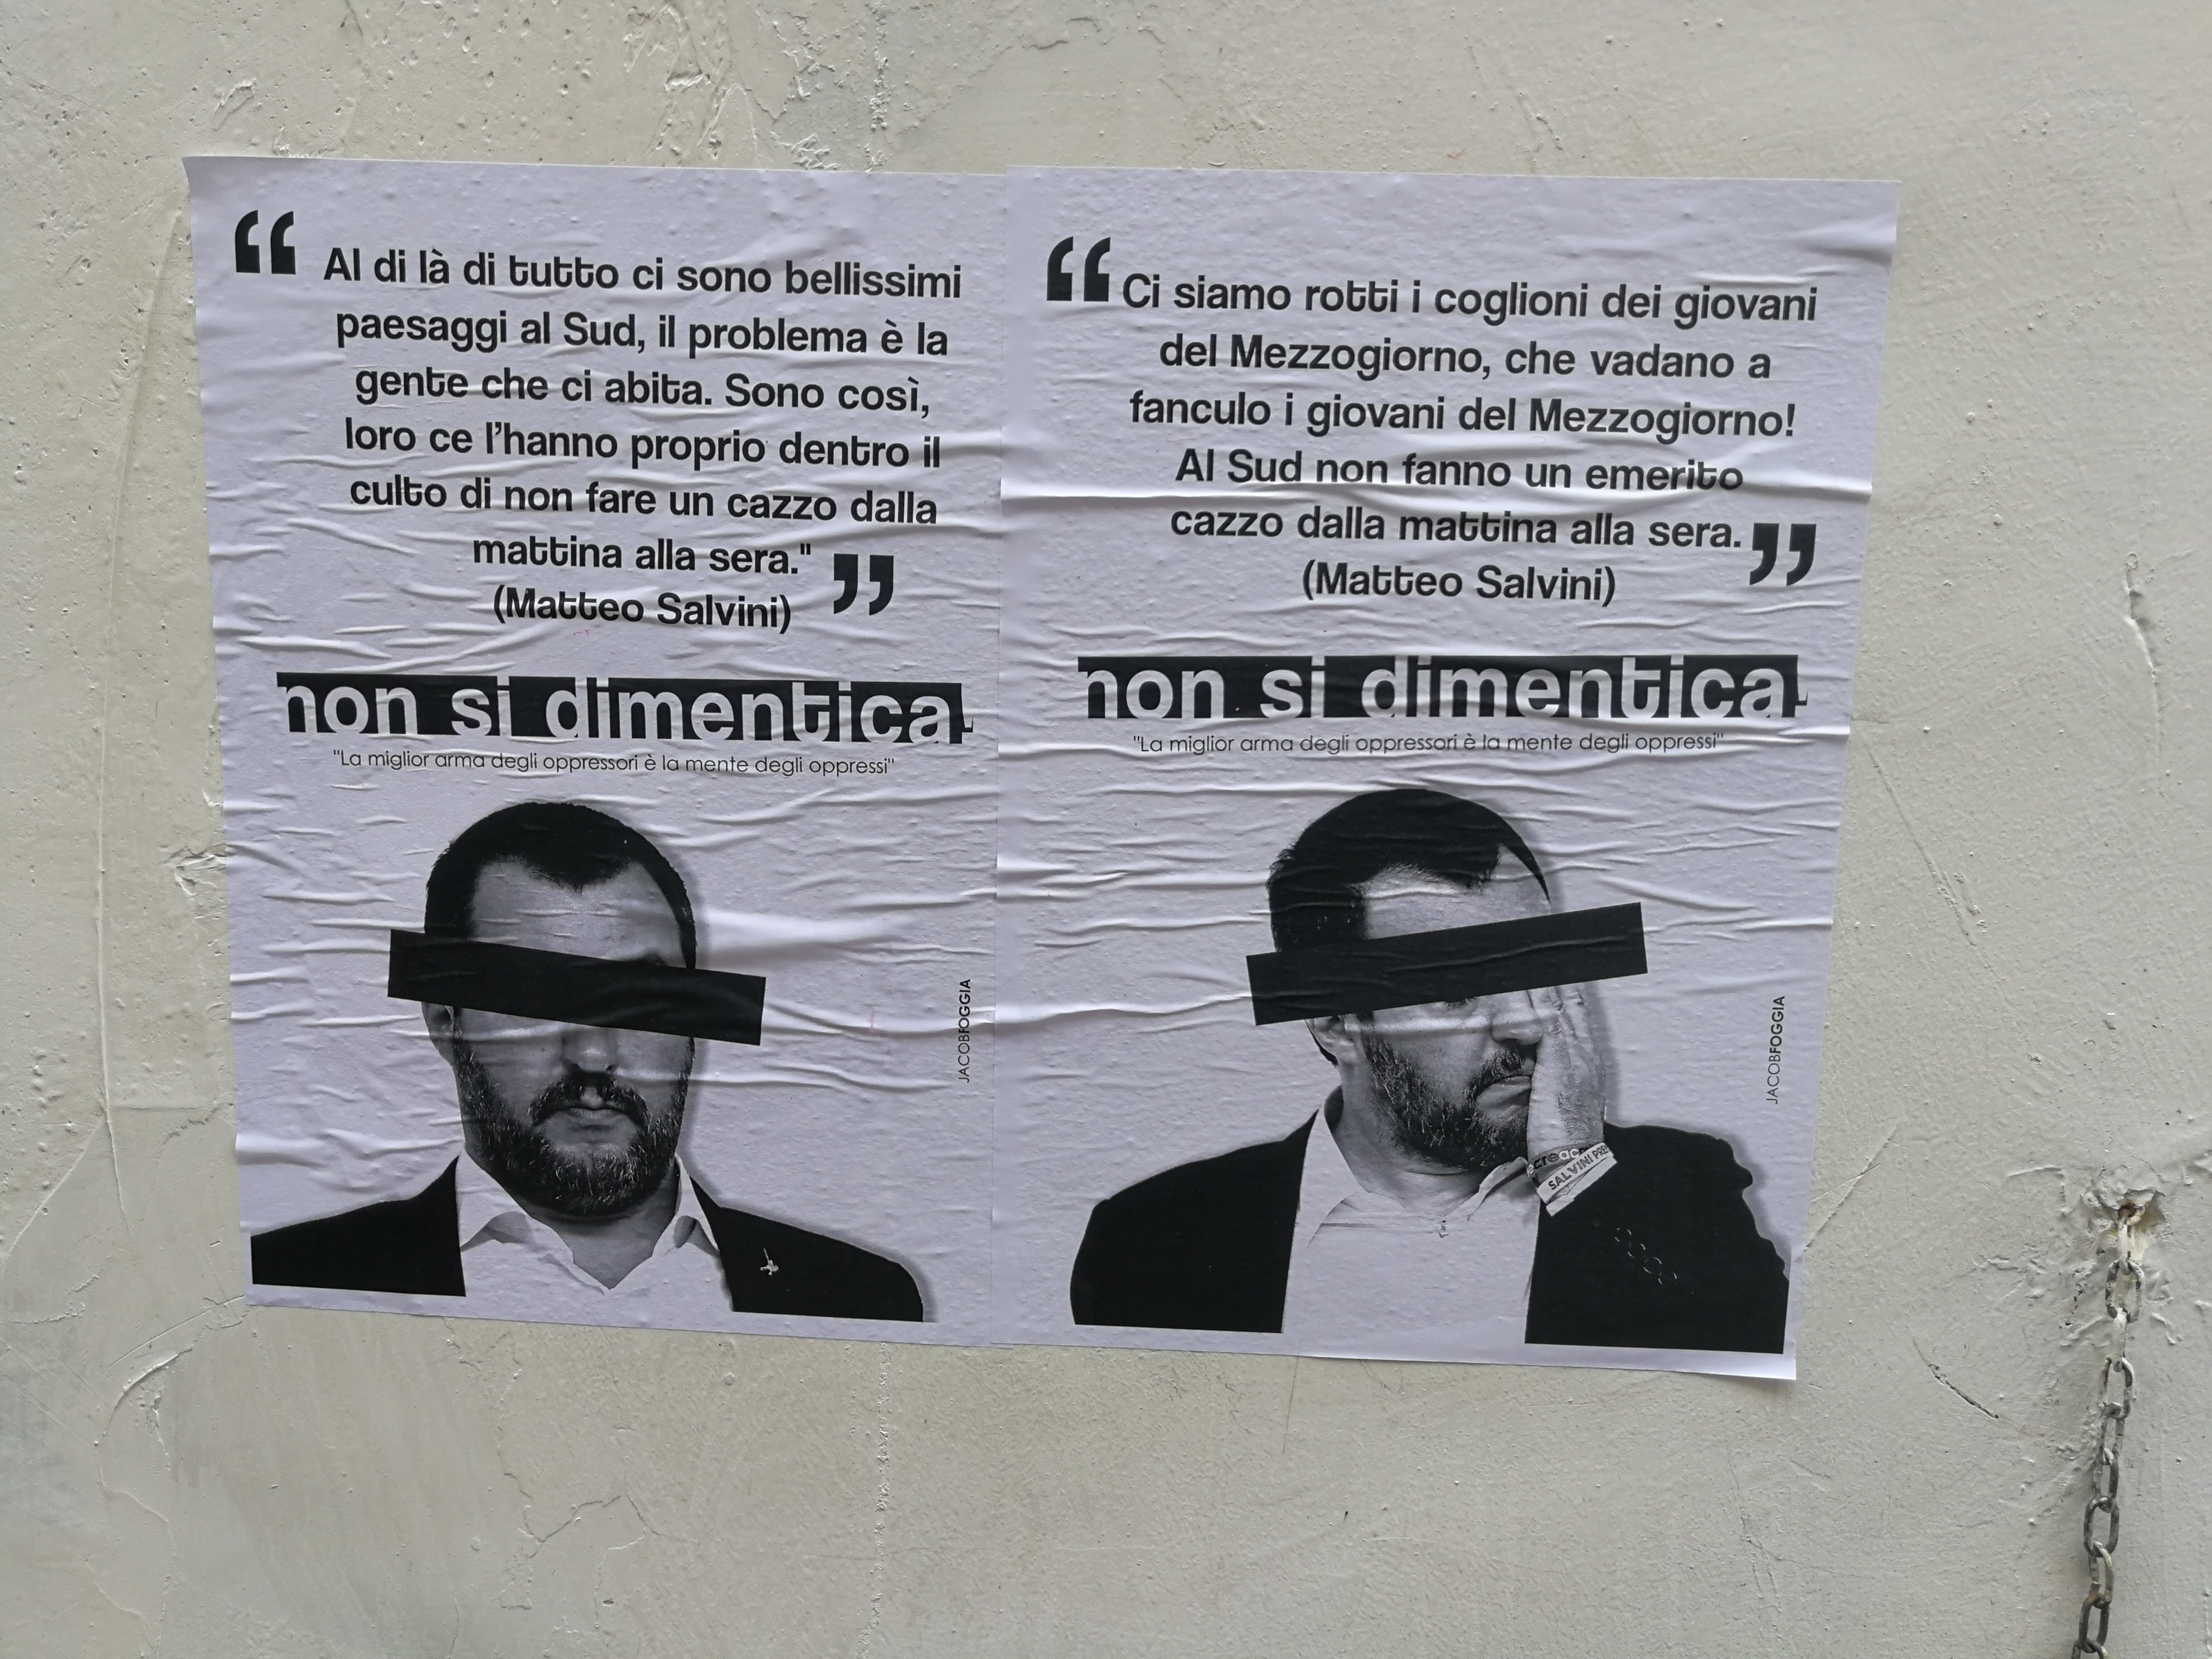 “ Al di là di tutto ci sono bellissimi
paesaggi al Sud, il problema è la
gente che ci abita. Sono così,
loro ce l'hanno proprio dentro il
culto di non fare un cazzo dalla
mattina alla sera." ”
(Matteo Salvini)
non si dimentica.
"La miglior arma degli oppressori è la mente degli oppressi"
JACOBFOGGIA
“ Ci siamo rotti i coglioni dei giovani
del Mezzogiorno, che vadano a
fanculo i giovani del Mezzogiorno!
Al Sud non fanno un emerito
cazzo dalla mattina alla sera. ”
(Matteo Salvini)
non si dimentica.
"La miglior arma degli oppressori è la mente degli oppressi"
JACOBFOGGIA
SALVINI PRE